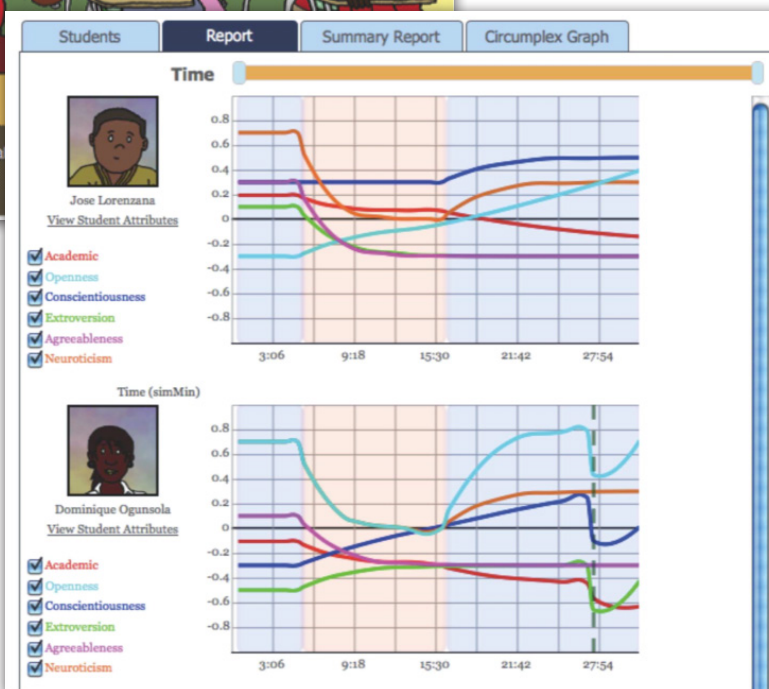 Students Report Summary Report Circumplex Graph
Time
Jose Lorenzana
View Student Attributes
Academic
Openness
Conscientiousness
Extroversion
Agreeableness
Neuroticism
0.8
0.6
0.4
0.2
0
-0.2
-0.4
-0.6
-0.8
3:06 9:18 15:30 21:42 27:54
Time (simMin)
Dominique Ogunsola
View Student Attributes
Academic
Openness
Conscientiousness
Extroversion
Agreeableness
Neuroticism
0.8
0.6
0.4
0.2
0
-0.2
-0.4
-0.6
-0.8
3:06 9:18 15:30 21:42 27:54